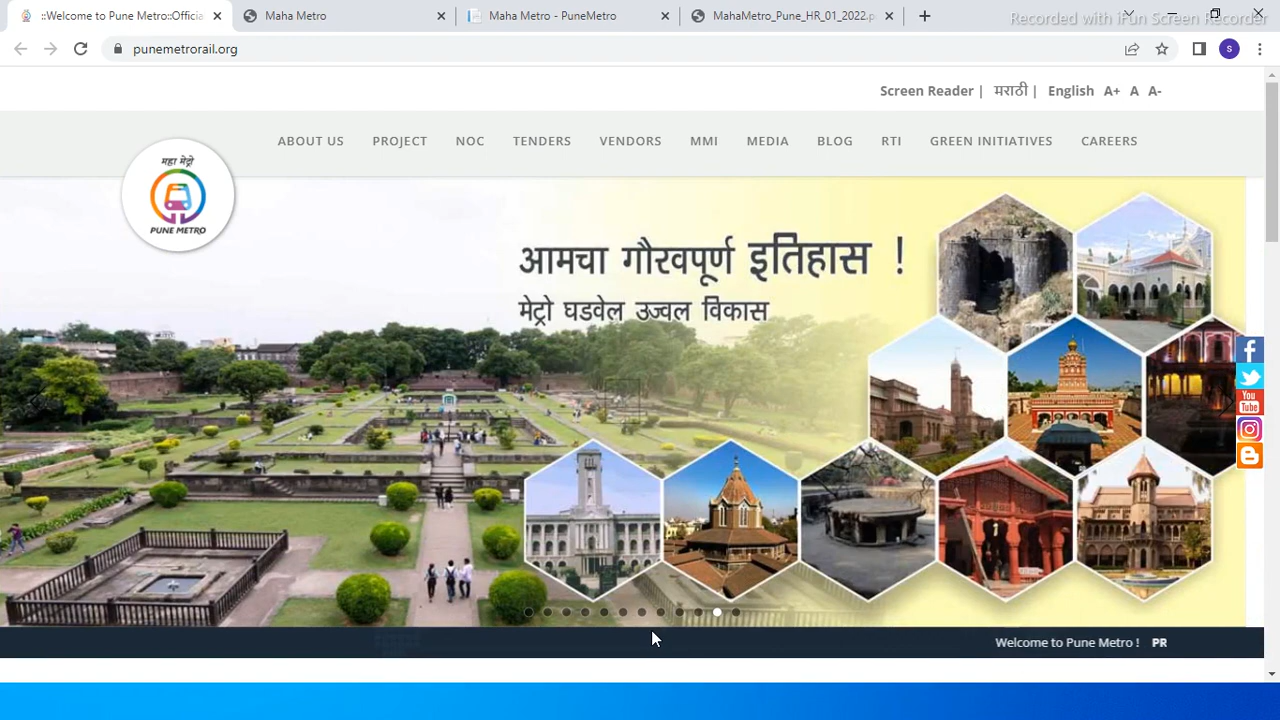 ::Welcome to Pune Metro::Officia
Maha Metro
Maha Metro - PuneMetro
MahaMetro_Pune_HR_01_2022.p
Recorded with iFun Screen Recorder
punemetrorail.org
S
Screen Reader | मराठी | English A+ A A-
महा मेट्रो
PUNE METRO
ABOUT US PROJECT NOC TENDERS VENDORS MMI MEDIA BLOG RTI GREEN INITIATIVES CAREERS
आमचा गौरवपूर्ण इतिहास !
मेट्रो घडवेल उज्वल विकास
You
Tube
Welcome to Pune Metro ! PR